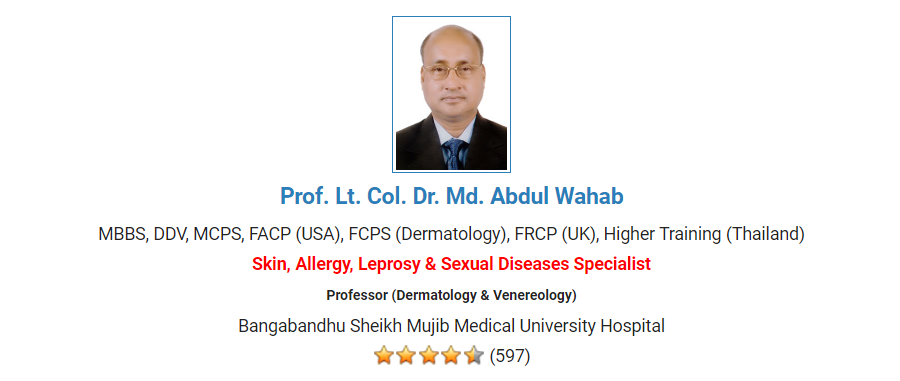 Prof. Lt. Col. Dr. Md. Abdul Wahab
MBBS, DDV, MCPS, FACP (USA), FCPS (Dermatology), FRCP (UK), Higher Training (Thailand)
Skin, Allergy, Leprosy & Sexual Diseases Specialist
Professor (Dermatology & Venereology)
Bangabandhu Sheikh Mujib Medical University Hospital
(597)